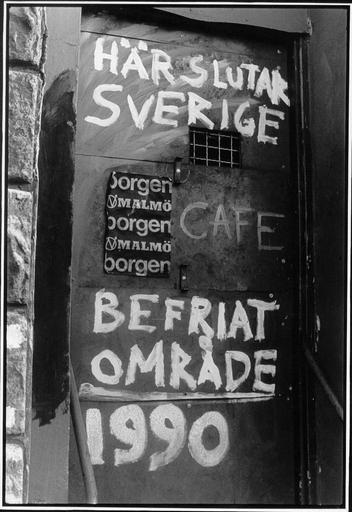 HÄR SLUTAR
SVERIGE
borgen
MALMÖ
borgen
MALMÖ
borgen
CAFE
BEFRIAT
OMRÅDE
1990